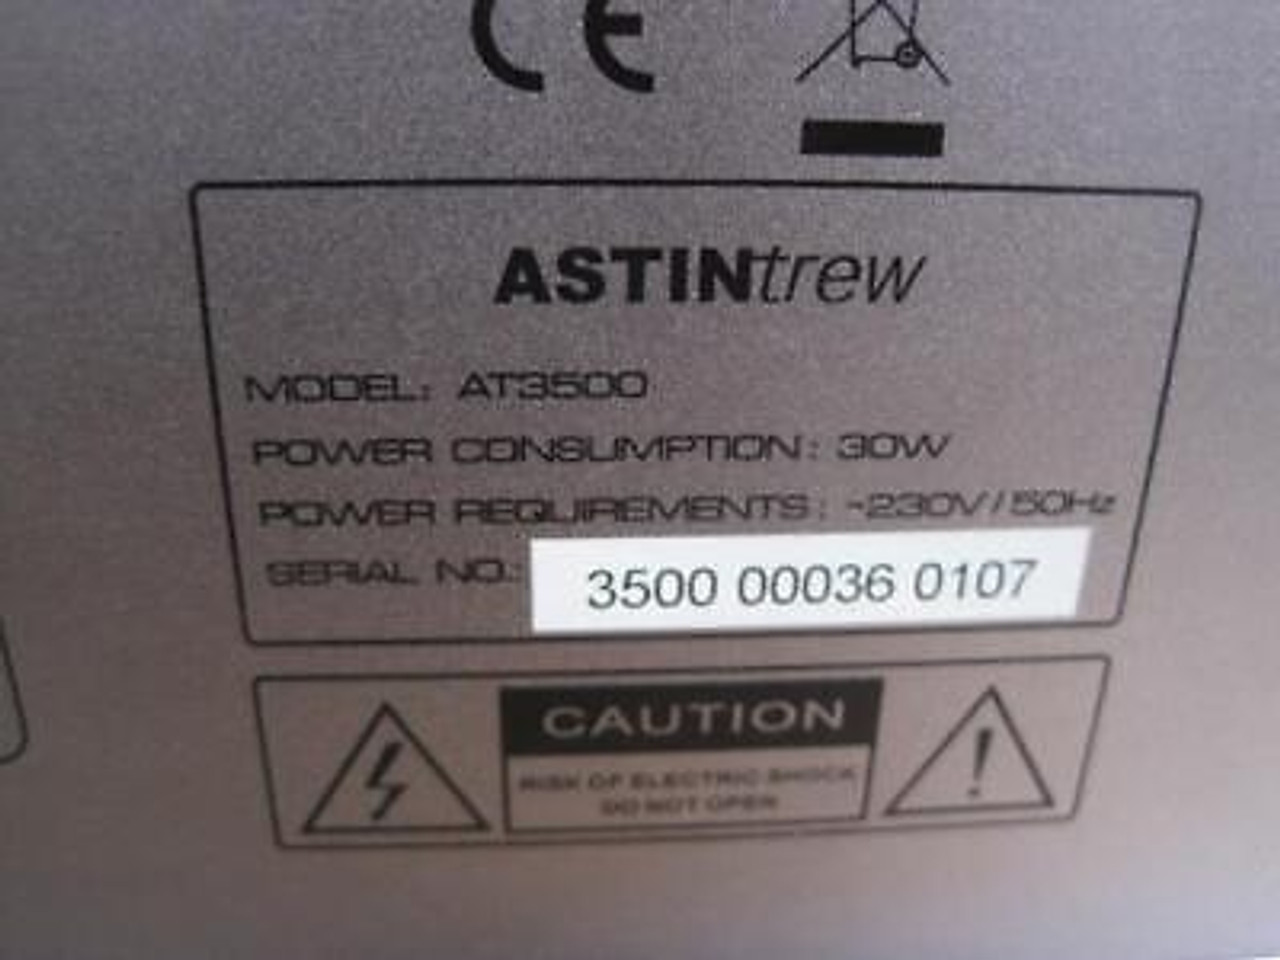 CE
ASTINtrew
MODEL: AT3500
POWER CONSUMPTION: 30W
POWER REQUIREMENTS: ~230V/50Hz
SERIAL NO.: 3500 00036 0107
CAUTION
RISK OF ELECTRIC SHOCK
DO NOT OPEN